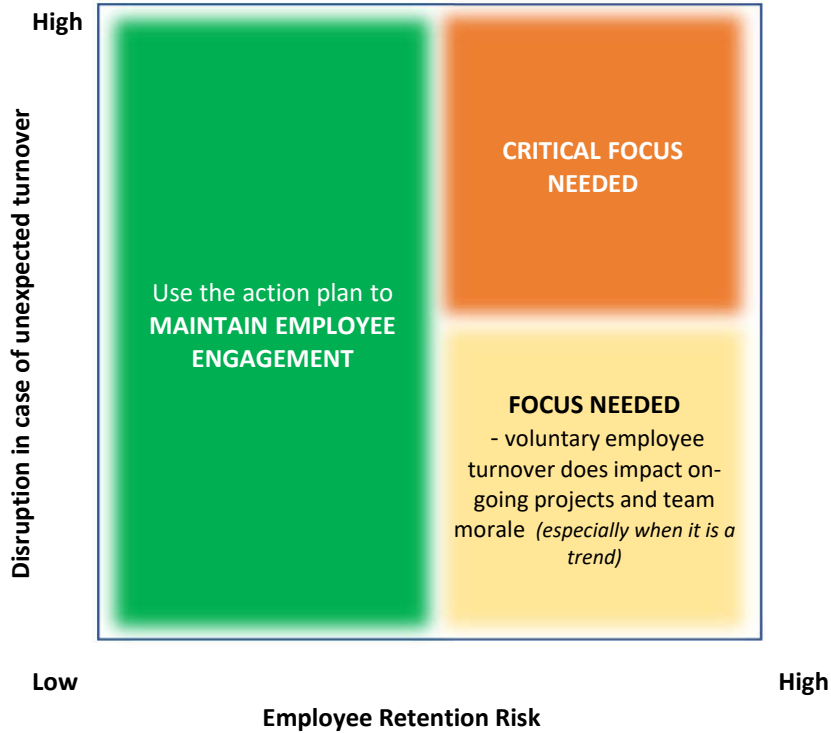 High
Disruption in case of unexpected turnover
CRITICAL FOCUS
NEEDED
Use the action plan to
MAINTAIN EMPLOYEE
ENGAGEMENT
FOCUS NEEDED
- voluntary employee
turnover does impact on-
going projects and team
morale (especially when it is a
trend)
Low
High
Employee Retention Risk